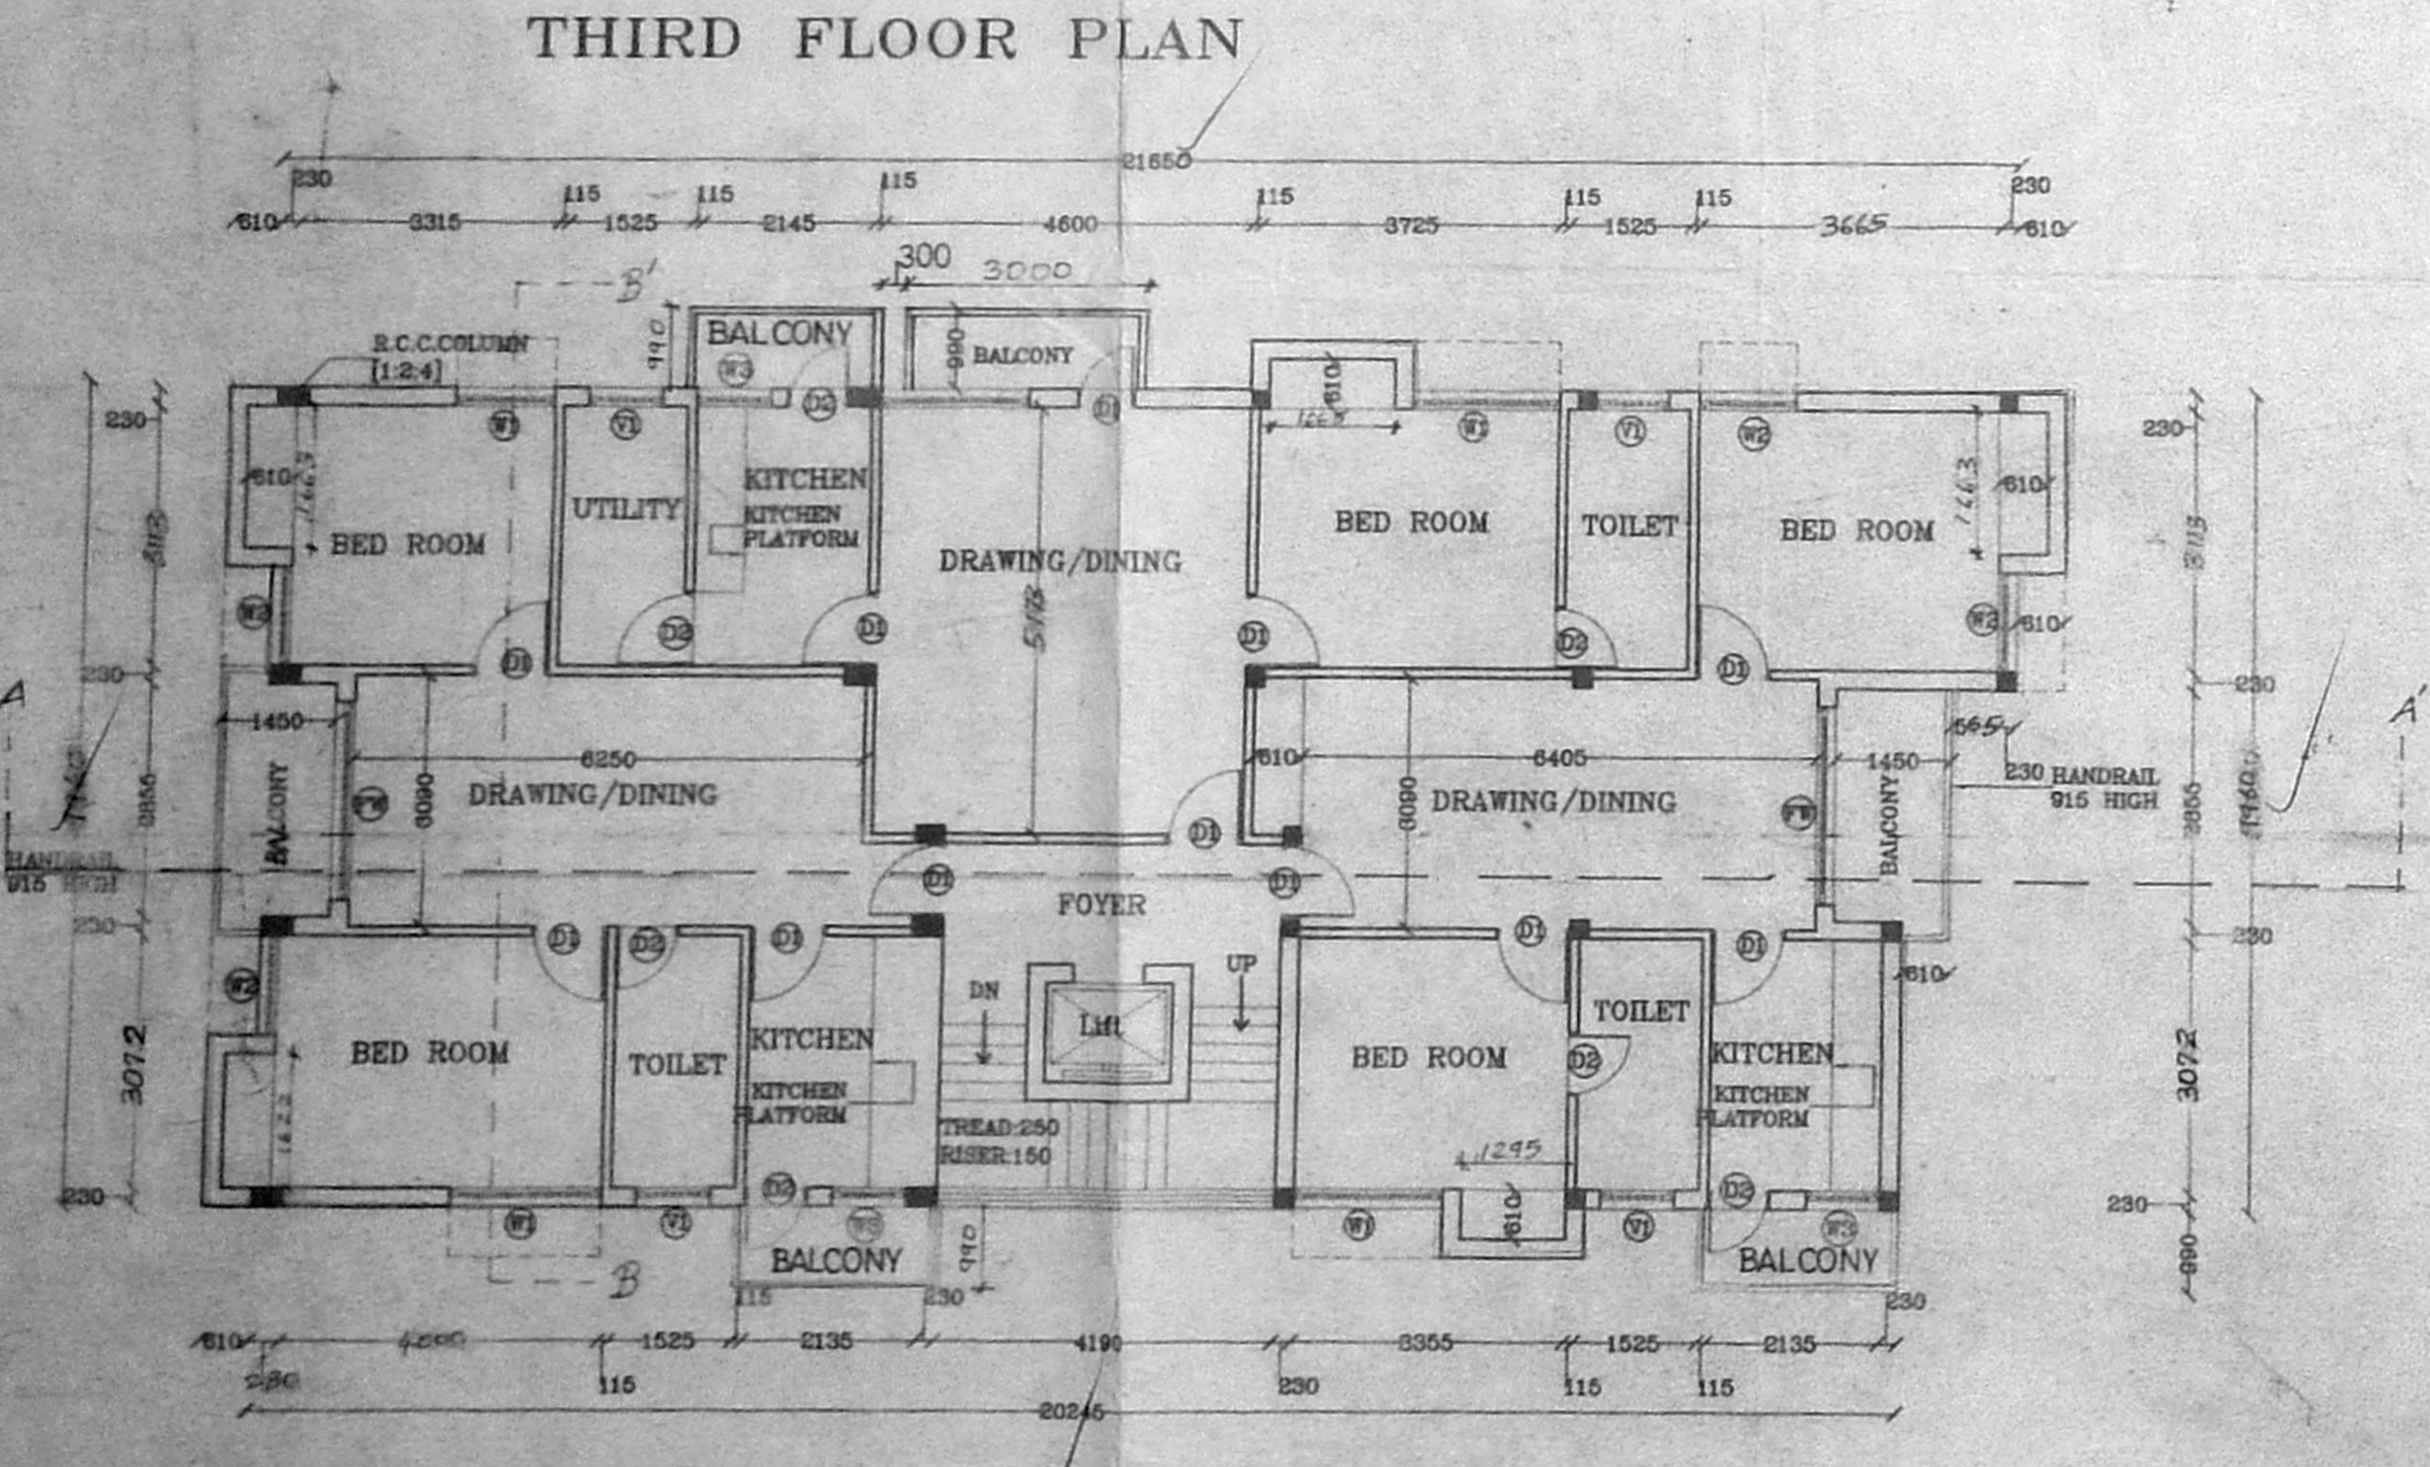 THIRD FLOOR PLAN
21650
230 115 115 115 115 115 115 230
610 3315 1525 2145 4600 3725 1525 3665 610
300 3000
B'
R.C.C.COLUMN
[1:2:4]
990 BALCONY
W3 D2
990 BALCONY
D1
610
230 230
W1 V1 W1 V1 W2
610 1663 BED ROOM
UTILITY
KITCHEN
KITCHEN
PLATFORM
DRAWING/DINING
BED ROOM
TOILET
BED ROOM
1663 610
W2 D1 D2 D1 D1 D2 D1 W2 610
230 230
A A'
1450 6250 610 6405 1450 565
BALCONY
FW 3090 DRAWING/DINING
3090 DRAWING/DINING FW
BALCONY
230 HANDRAIL
915 HIGH
HANDRAIL
915 HIGH
D1
D1 D1
FOYER
230 230
D1 D2 D1 D1 D1
610
W2
DN UP
Lift
3072 3072
BED ROOM
TOILET
KITCHEN
KITCHEN
PLATFORM
TREAD:250
RISER:150
BED ROOM
D2
TOILET
KITCHEN
KITCHEN
PLATFORM
1295
610
230 230
W1 V1 D2 W3 W1 V1 D2 W3
BALCONY 990
BALCONY 990
B
115 230 230
610 1525 2135 4190 3355 1525 2135
230 115 230 115 115
20245